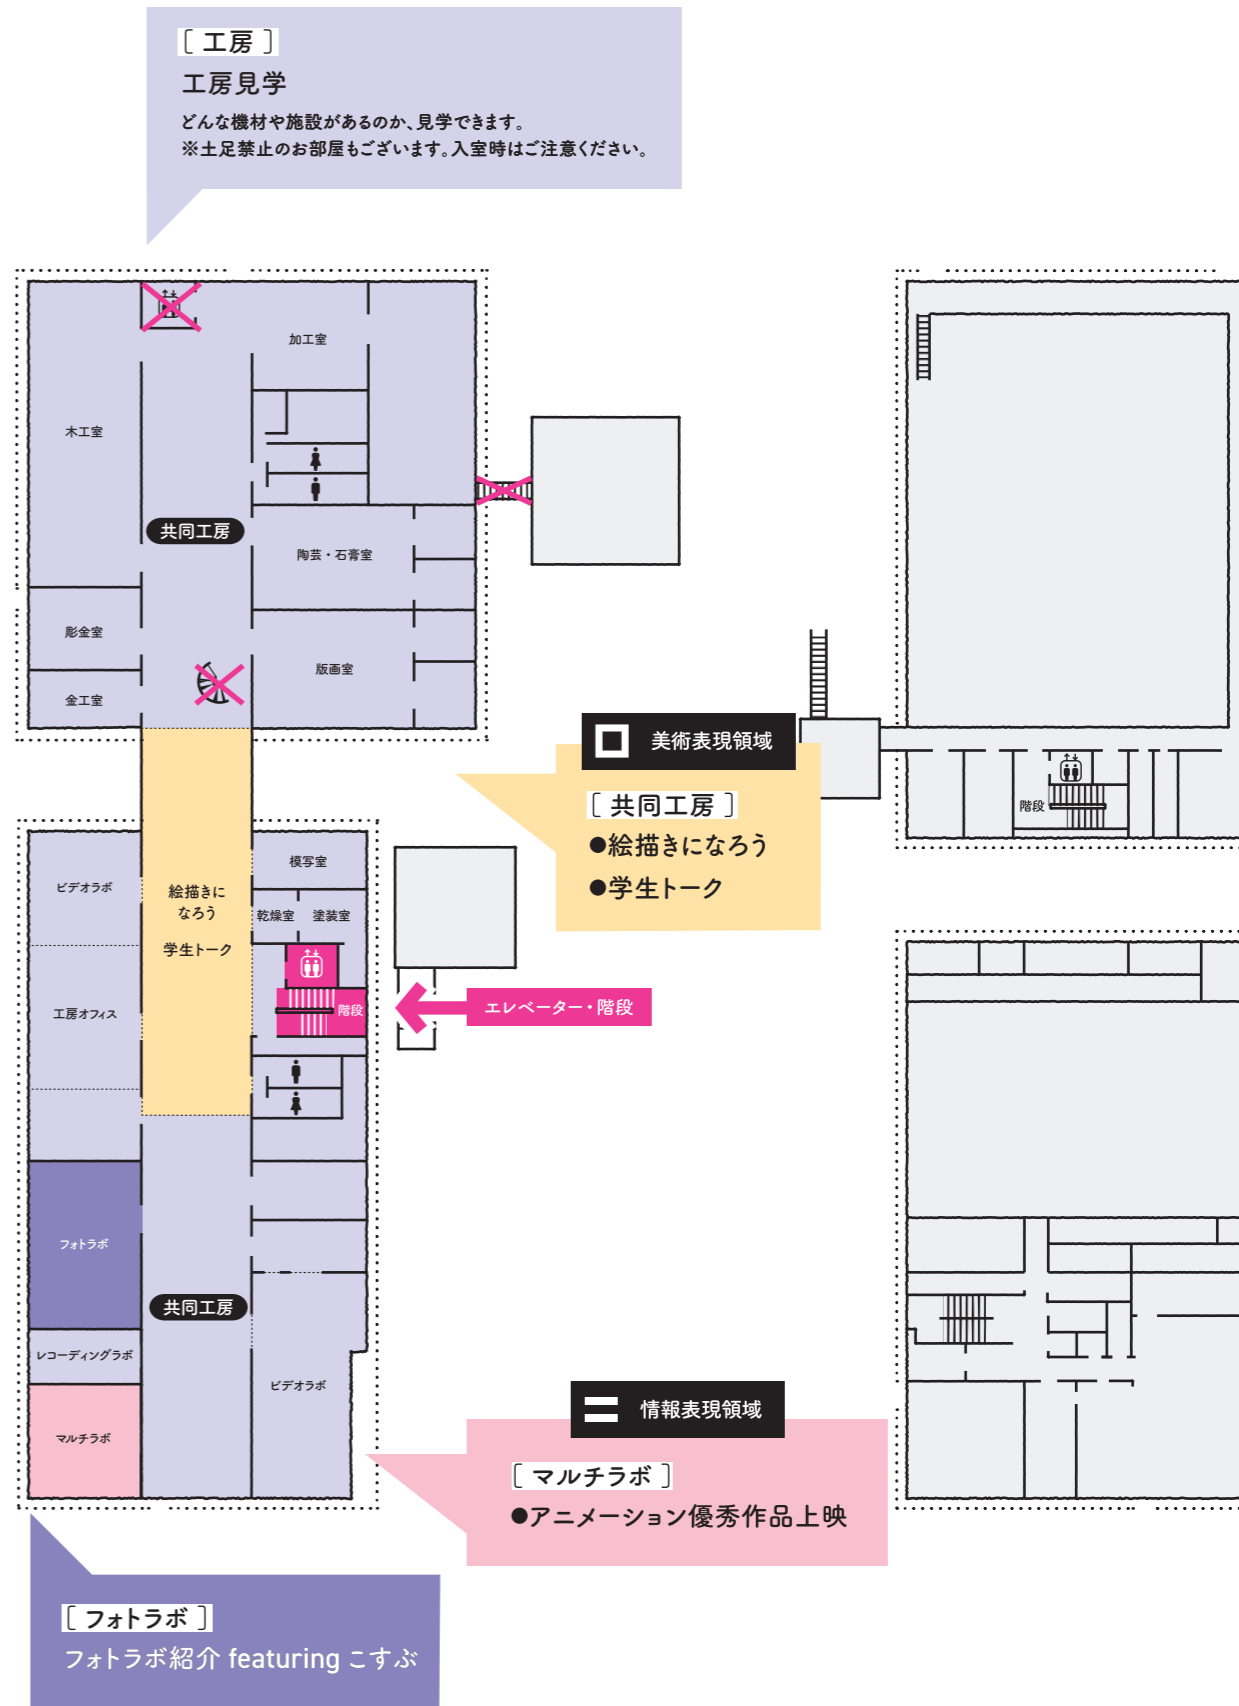 [ 工房 ]
工房見学
どんな機材や施設があるのか、見学できます。
※土足禁止のお部屋もございます。入室時はご注意ください。
加工室
木工室
共同工房
陶芸・石膏室
彫金室
版画室
金工室
美術表現領域
[ 共同工房 ]
●絵描きになろう
●学生トーク
階段
模写室
ビデオラボ
絵描きに
なろう
学生トーク
乾燥室
塗装室
工房オフィス
階段
エレベーター・階段
フォトラボ
共同工房
レコーディングラボ
ビデオラボ
マルチラボ
情報表現領域
[ マルチラボ ]
●アニメーション優秀作品上映
[ フォトラボ ]
フォトラボ紹介 featuring こすぶ